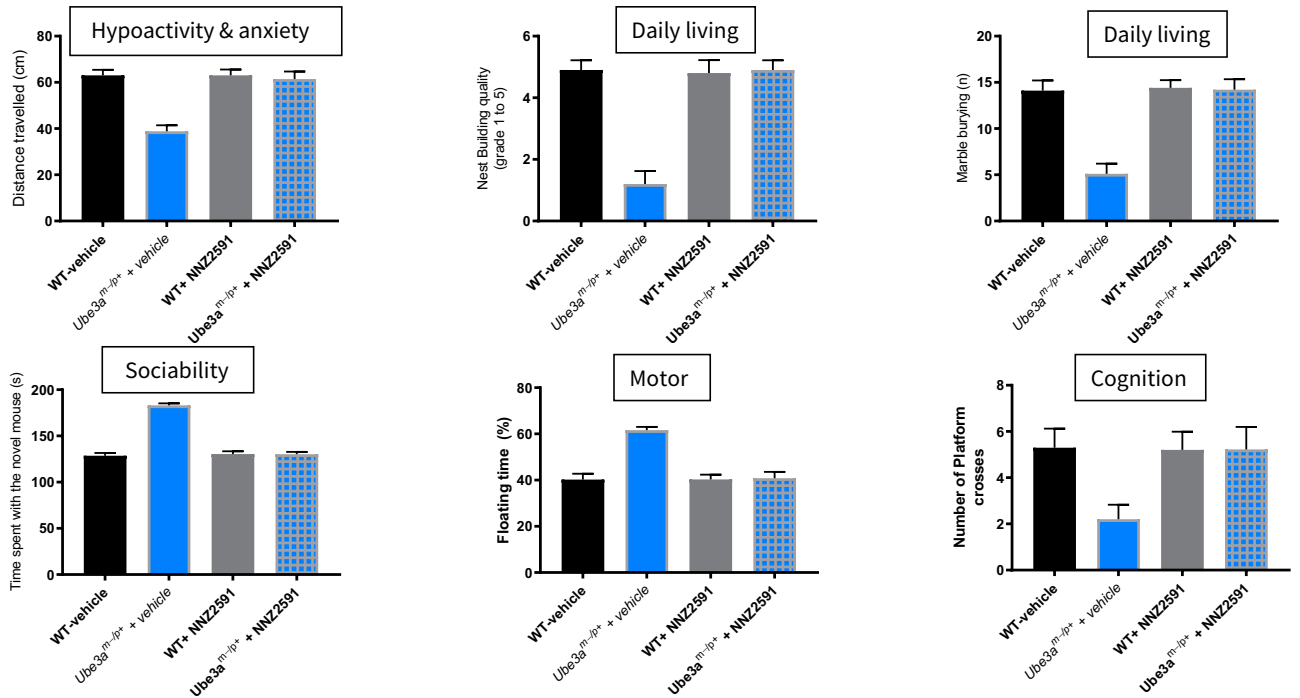 Hypoactivity & anxiety
Distance travelled (cm)
80
60
40
20
0
WT-vehicle
Ube3a^m–/p+ + vehicle
WT+ NNZ2591
Ube3a^m–/p+ + NNZ2591
Daily living
Nest Building quality
(grade 1 to 5)
6
4
2
0
WT-vehicle
Ube3a^m–/p+ + vehicle
WT+ NNZ2591
Ube3a^m–/p+ + NNZ2591
Daily living
Marble burying (n)
20
15
10
5
0
WT-vehicle
Ube3a^m–/p+ + vehicle
WT+ NNZ2591
Ube3a^m–/p+ + NNZ2591
Sociability
Time spent with the novel mouse (s)
200
150
100
50
0
WT-vehicle
Ube3a^m–/p+ + vehicle
WT+ NNZ2591
Ube3a^m–/p+ + NNZ2591
Motor
Floating time (%)
80
60
40
20
0
WT-vehicle
Ube3a^m–/p+ + vehicle
WT+ NNZ2591
Ube3a^m–/p+ + NNZ2591
Cognition
Number of Platform
crosses
8
6
4
2
0
WT-vehicle
Ube3a^m–/p+ + vehicle
WT+ NNZ2591
Ube3a^m–/p+ + NNZ2591